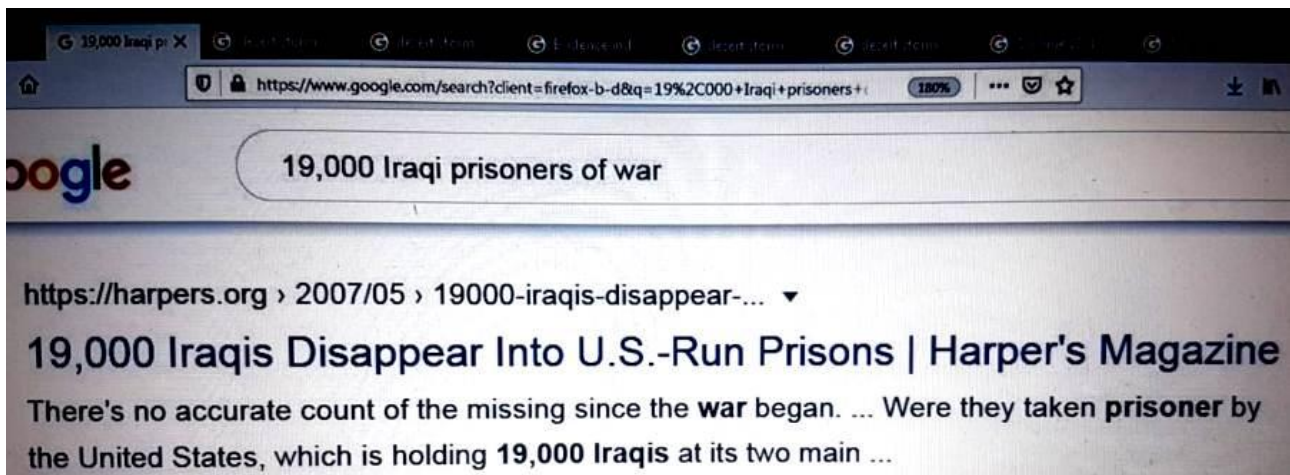 19,000 Iraqi pr
https://www.google.com/search?client=firefox-b-d&q=19%2C000+Iraqi+prisoners+
180%
oogle
19,000 Iraqi prisoners of war
https://harpers.org › 2007/05 › 19000-iraqis-disappear-... ▼
19,000 Iraqis Disappear Into U.S.-Run Prisons | Harper's Magazine
There's no accurate count of the missing since the war began. ... Were they taken prisoner by
the United States, which is holding 19,000 Iraqis at its two main ...